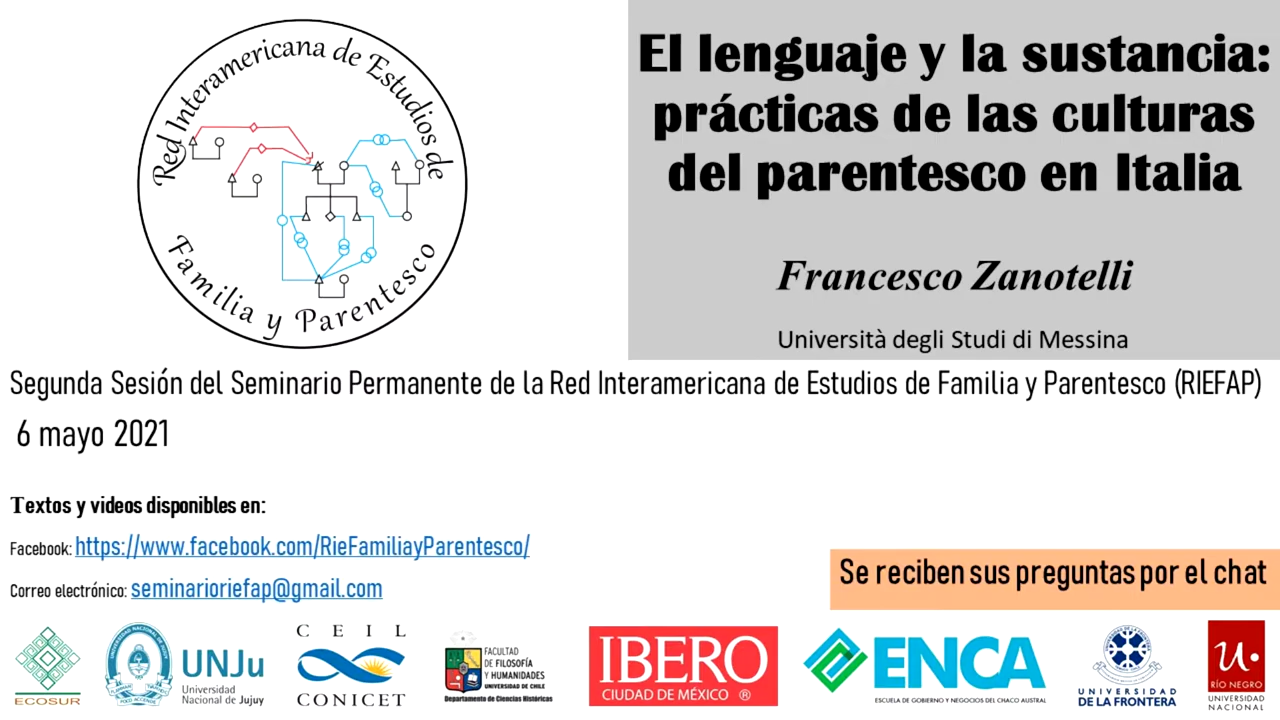 Red Interamericana de Estudios de
Familia y Parentesco
El lenguaje y la sustancia:
prácticas de las culturas
del parentesco en Italia
Francesco Zanotelli
Università degli Studi di Messina
Segunda Sesión del Seminario Permanente de la Red Interamericana de Estudios de Familia y Parentesco (RIEFAP)
6 mayo 2021
Textos y videos disponibles en:
Facebook: https://www.facebook.com/RieFamiliayParentesco/
Correo electrónico: seminarioriefap@gmail.com
Se reciben sus preguntas por el chat
ECOSUR
UNJu
Universidad
Nacional de Jujuy
CEIL
CONICET
FACULTAD
DE FILOSOFÍA
Y HUMANIDADES
UNIVERSIDAD DE CHILE
Departamento de Ciencias Históricas
IBERO
CIUDAD DE MÉXICO ®
ENCA
ESCUELA DE GOBIERNO Y NEGOCIOS DEL CHACO AUSTRAL
UNIVERSIDAD
DE LA FRONTERA
RÍO NEGRO
UNIVERSIDAD
NACIONAL